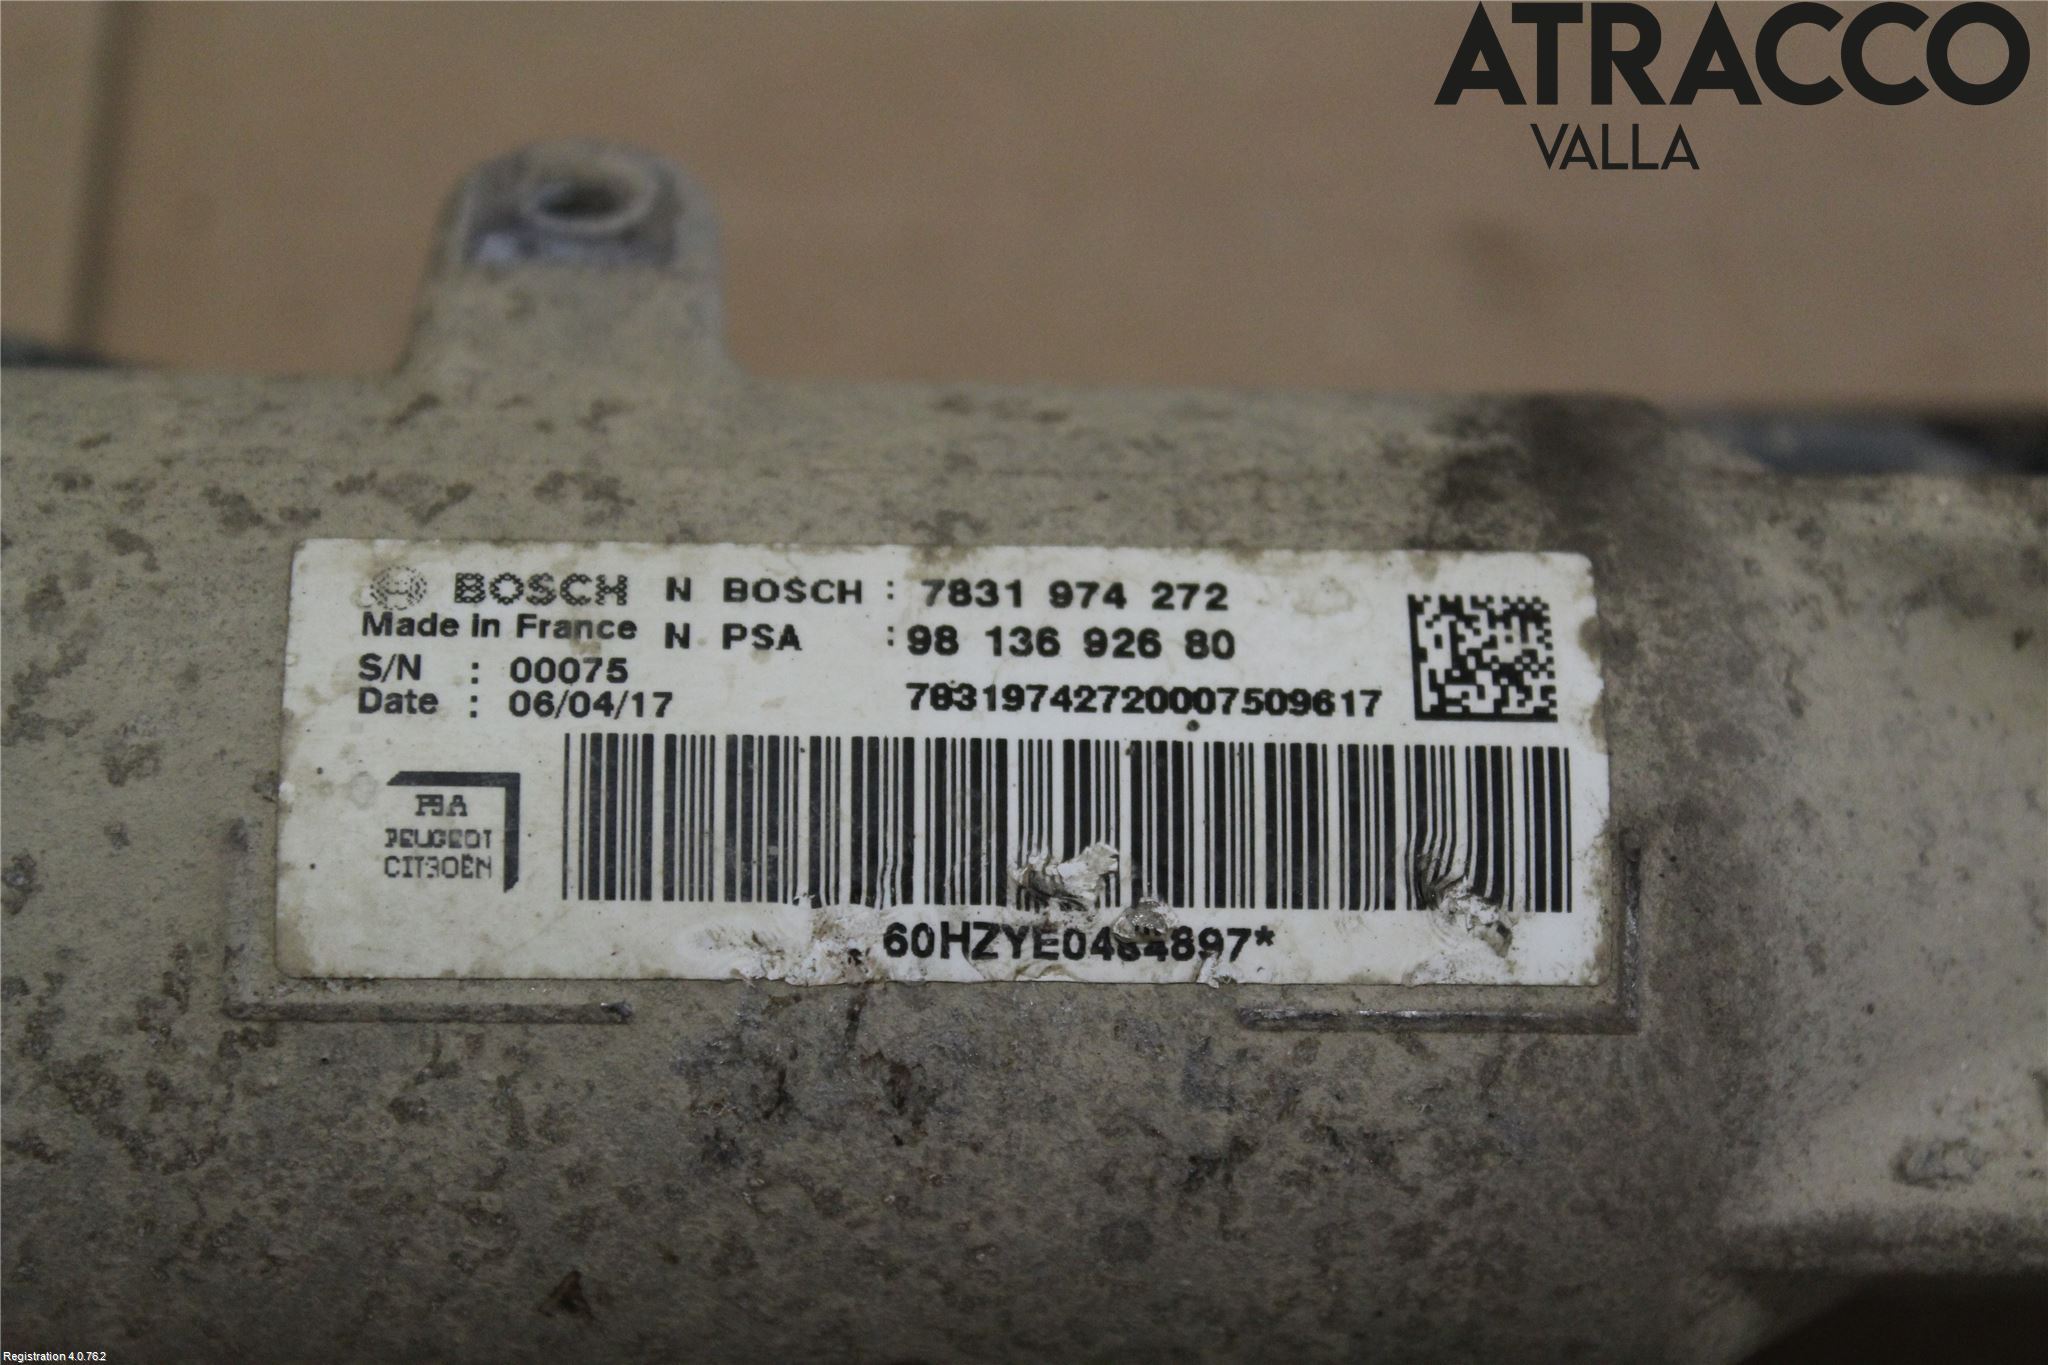 ATRACCO
VALLA
BOSCH N BOSCH : 7831 974 272
Made in France N PSA : 98 136 926 80
S/N : 00075
Date : 06/04/17 78319742720007509617
PSA
PEUGEOT
CITROËN
60HZYE0484897*
Registration 4.0.76.2